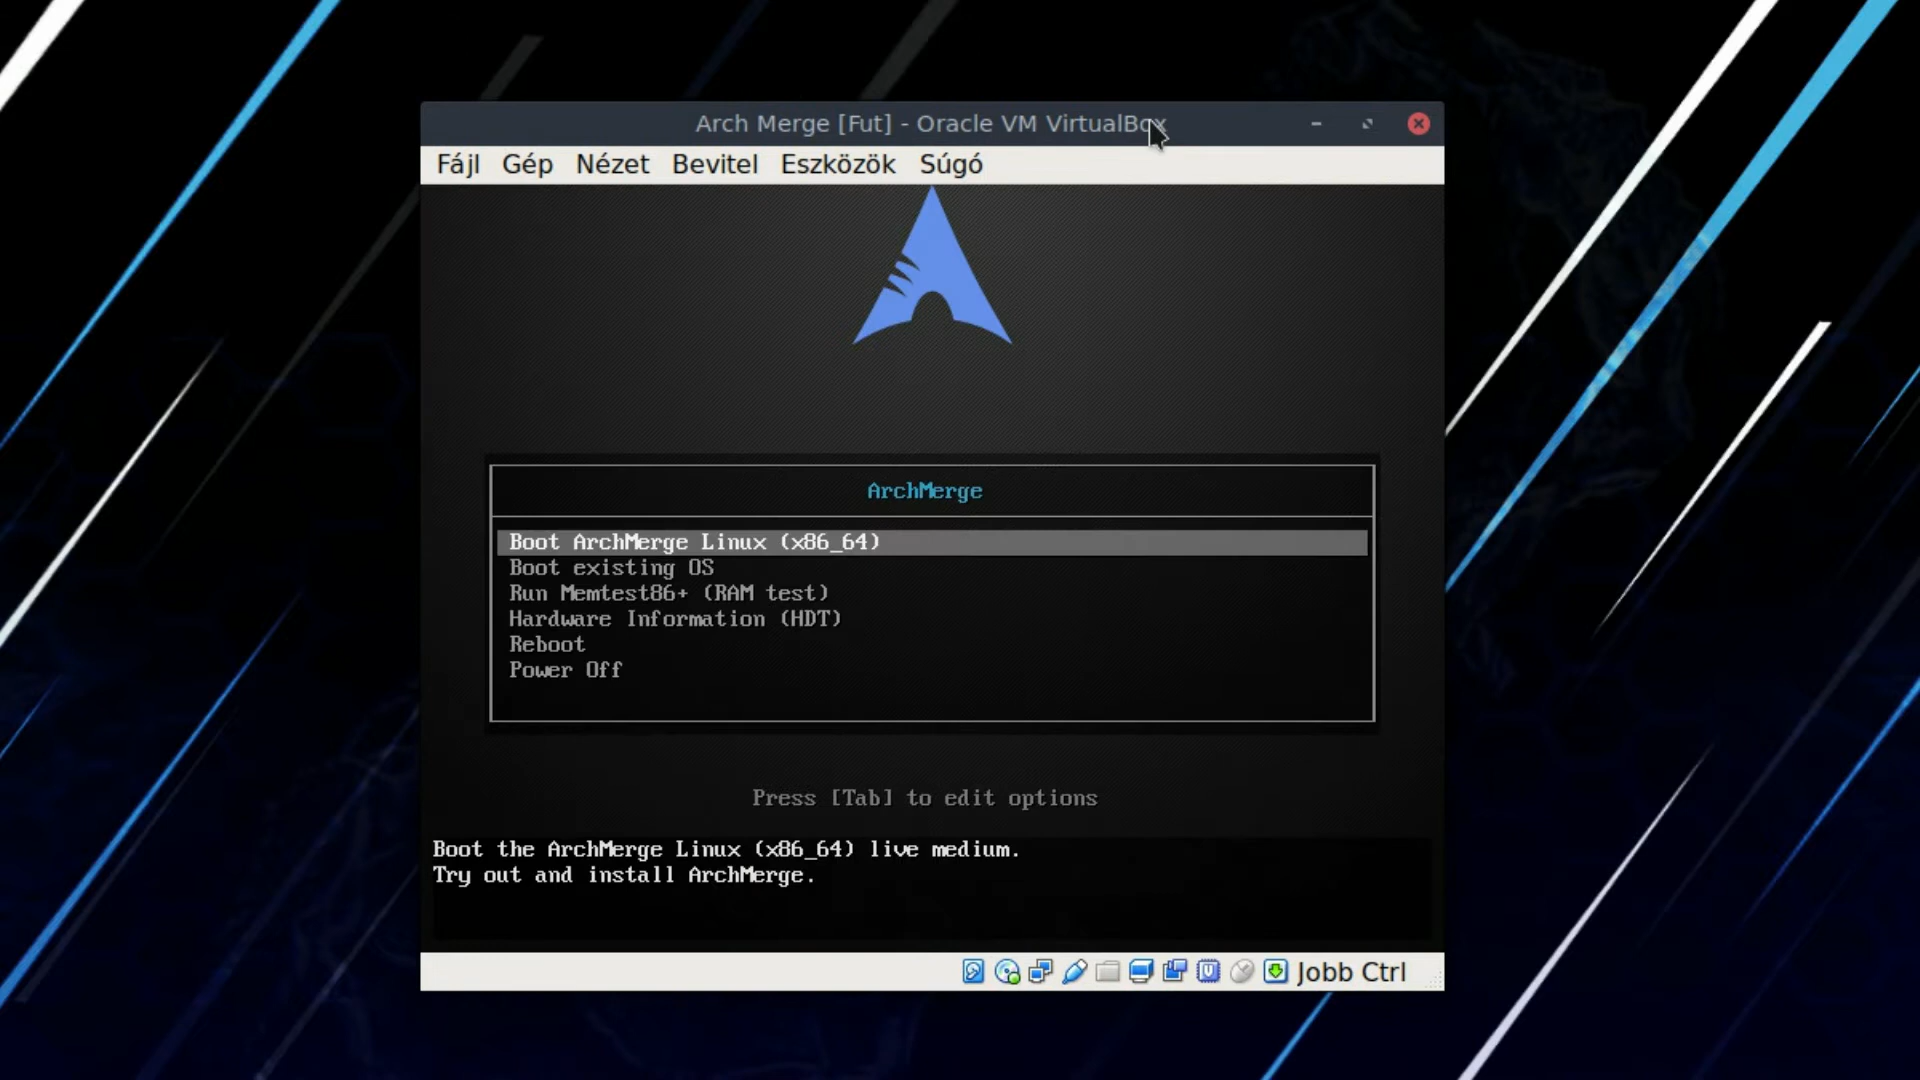 Arch Merge [Fut] - Oracle VM VirtualBox
Fájl Gép Nézet Bevitel Eszközök Súgó
ArchMerge
Boot ArchMerge Linux (x86_64)
Boot existing OS
Run Memtest86+ (RAM test)
Hardware Information (HDT)
Reboot
Power Off
Press [Tab] to edit options
Boot the ArchMerge Linux (x86_64) live medium.
Try out and install ArchMerge.
Jobb Ctrl